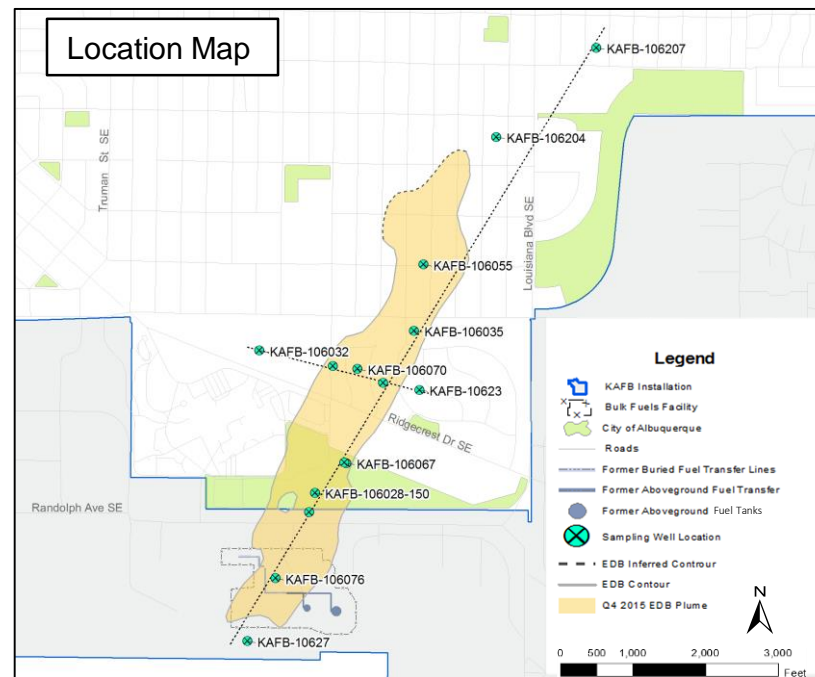 Location Map
KAFB-106207
KAFB-106204
Truman St SE
Louisiana Blvd SE
KAFB-106055
KAFB-106035
KAFB-106032
KAFB-106070
KAFB-10623
Ridgecrest Dr SE
KAFB-106067
KAFB-106028-150
Randolph Ave SE
KAFB-106076
KAFB-10627
Legend
KAFB Installation
Bulk Fuels Facility
City of Albuquerque
Roads
Former Buried Fuel Transfer Lines
Former Aboveground Fuel Transfer
Former Aboveground Fuel Tanks
Sampling Well Location
EDB Inferred Controur
EDB Contour
Q4 2015 EDB Plume
N
0 500 1,000 2,000 3,000
Feet